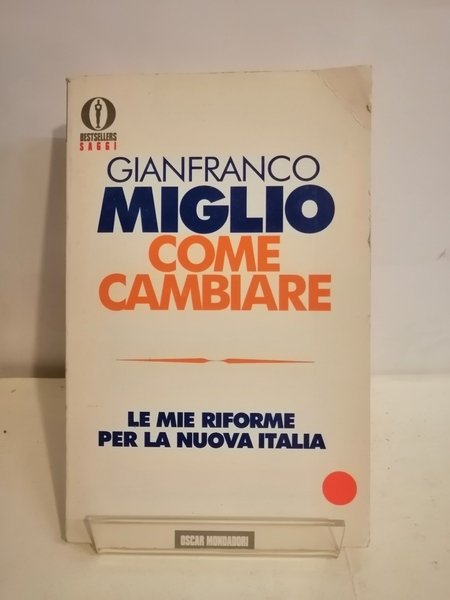 BESTSELLERS
SAGGI
GIANFRANCO
MIGLIO
COME
CAMBIARE
LE MIE RIFORME
PER LA NUOVA ITALIA
OSCAR MONDADORI